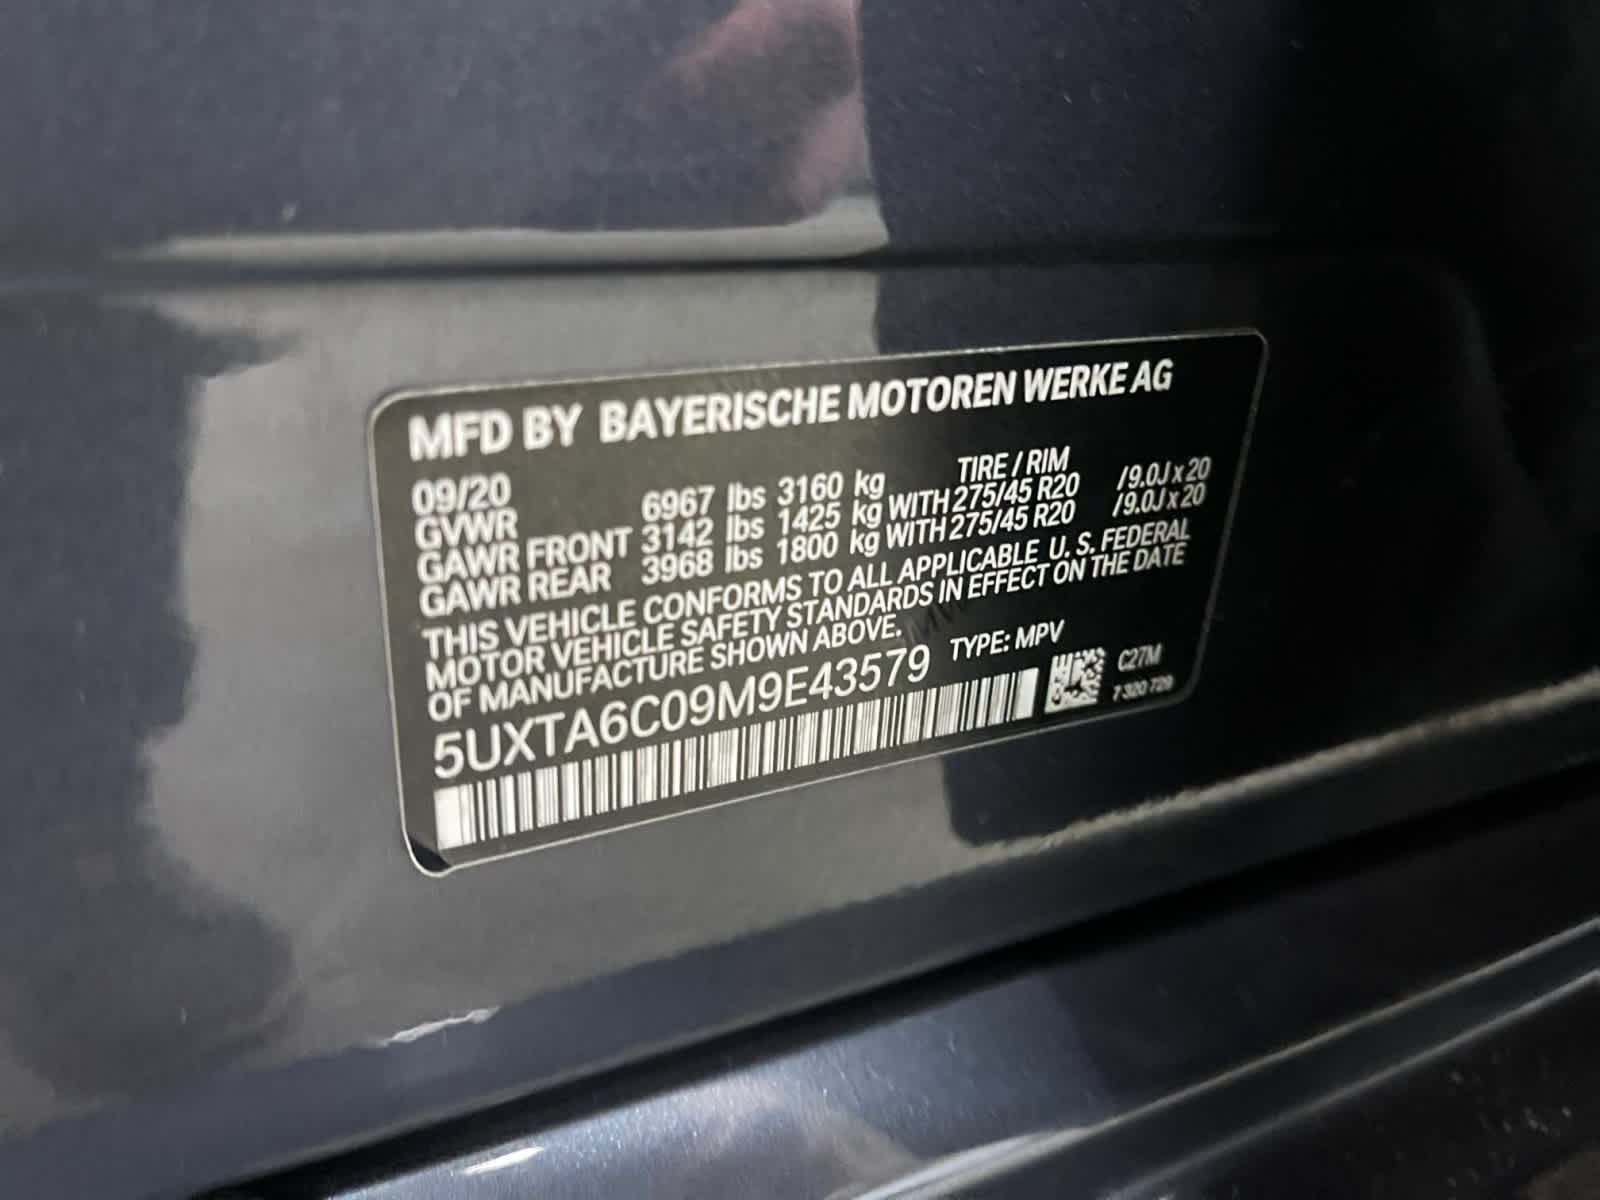 MFD BY BAYERISCHE MOTOREN WERKE AG
09/20 TIRE / RIM
GVWR 6967 lbs 3160 kg
GAWR FRONT 3142 lbs 1425 kg WITH 275/45 R20 /9.0J x 20
GAWR REAR 3968 lbs 1800 kg WITH 275/45 R20 /9.0J x 20
THIS VEHICLE CONFORMS TO ALL APPLICABLE U. S. FEDERAL
MOTOR VEHICLE SAFETY STANDARDS IN EFFECT ON THE DATE
OF MANUFACTURE SHOWN ABOVE.
5UXTA6C09M9E43579 TYPE: MPV
C27M
7 320 729